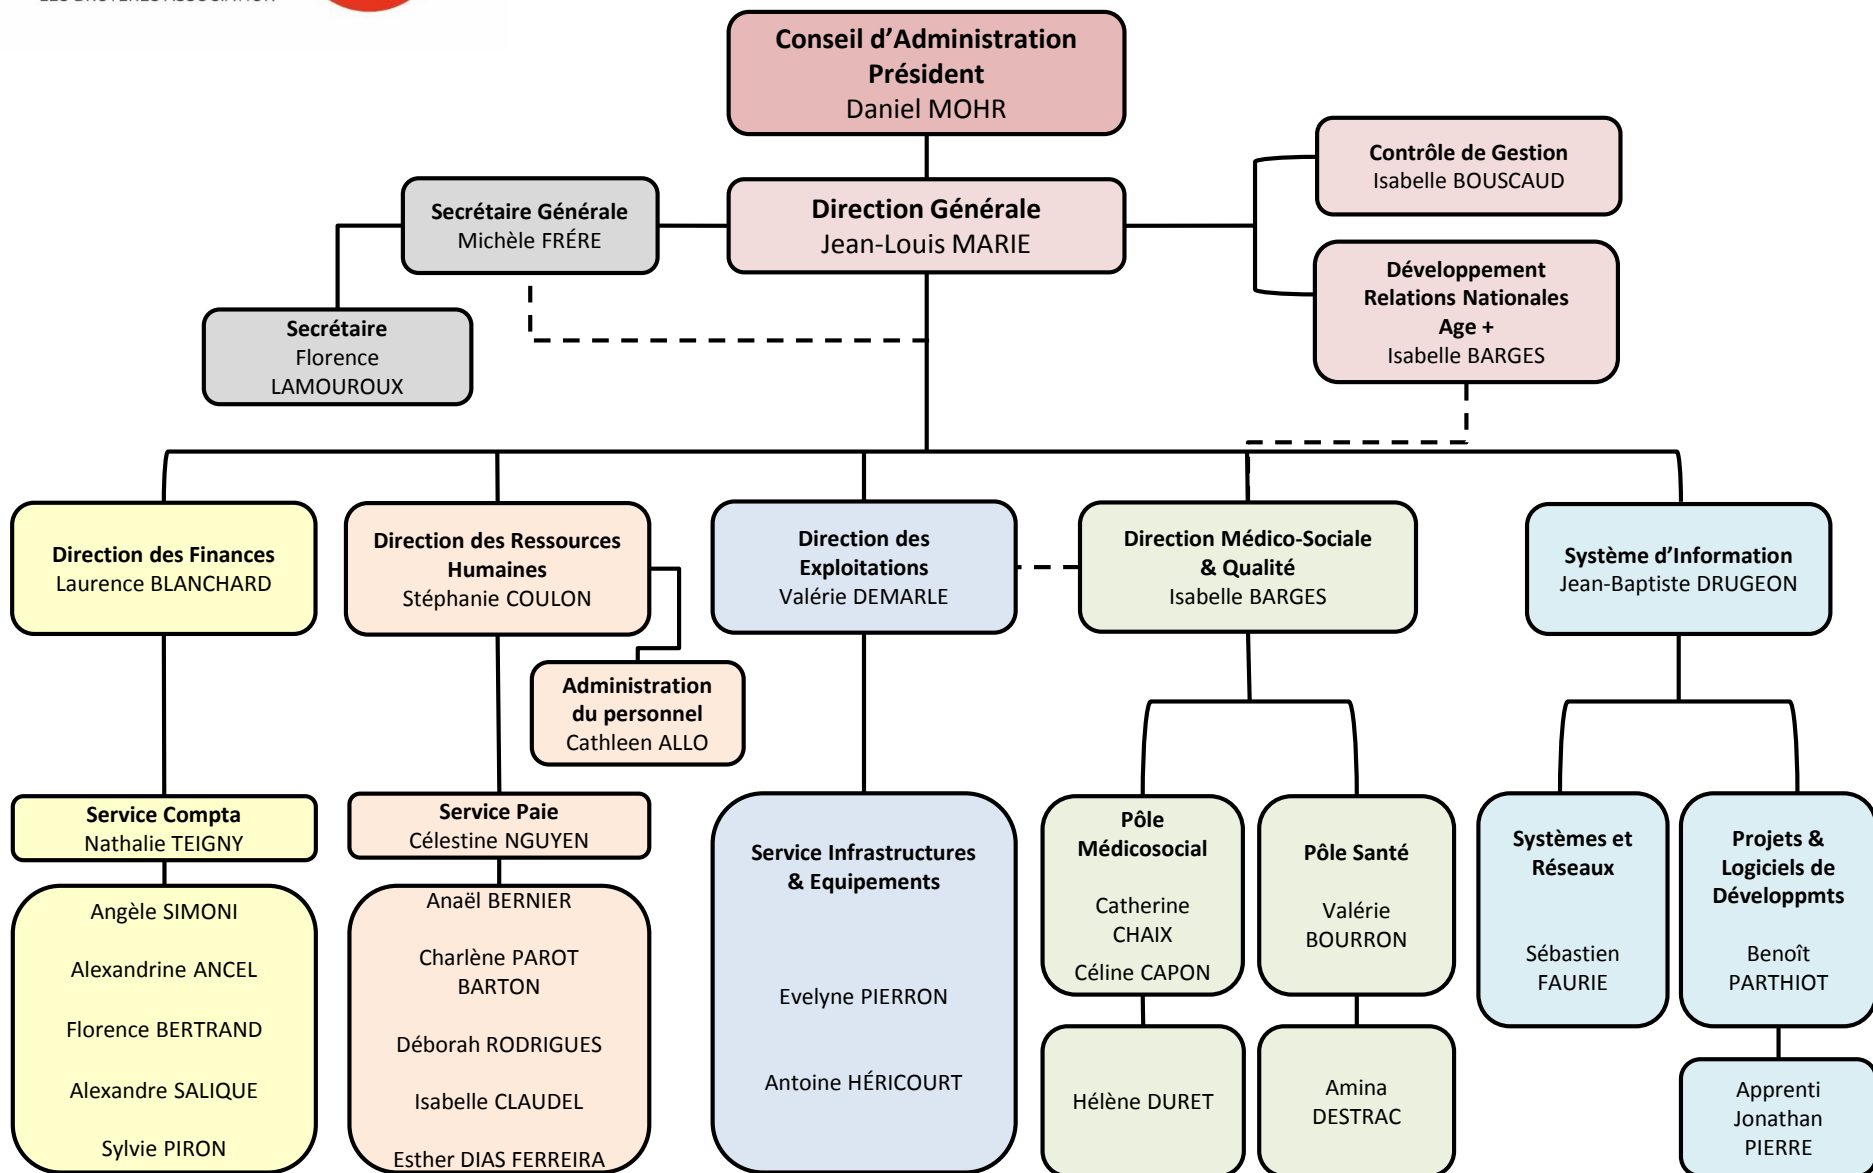 Conseil d'Administration
Président
Daniel MOHR
Contrôle de Gestion
Isabelle BOUSCAUD
Secrétaire Générale
Michèle FRÉRE
Direction Générale
Jean-Louis MARIE
Développement
Relations Nationales
Age +
Isabelle BARGES
Secrétaire
Florence
LAMOUROUX
Direction des Finances
Laurence BLANCHARD
Direction des Ressources
Humaines
Stéphanie COULON
Direction des
Exploitations
Valérie DEMARLE
Direction Médico-Sociale
& Qualité
Isabelle BARGES
Système d'Information
Jean-Baptiste DRUGEON
Administration
du personnel
Cathleen ALLO
Service Compta
Nathalie TEIGNY
Service Paie
Célestine NGUYEN
Service Infrastructures
& Equipements
Evelyne PIERRON
Antoine HÉRICOURT
Pôle
Médicosocial
Catherine
CHAIX
Céline CAPON
Pôle Santé
Valérie
BOURRON
Systèmes et
Réseaux
Sébastien
FAURIE
Projets &
Logiciels de
Développmts
Benoît
PARTHIOT
Angèle SIMONI
Alexandrine ANCEL
Florence BERTRAND
Alexandre SALIQUE
Sylvie PIRON
Anaël BERNIER
Charlène PAROT
BARTON
Déborah RODRIGUES
Isabelle CLAUDEL
Esther DIAS FERREIRA
Hélène DURET
Amina
DESTRAC
Apprenti
Jonathan
PIERRE